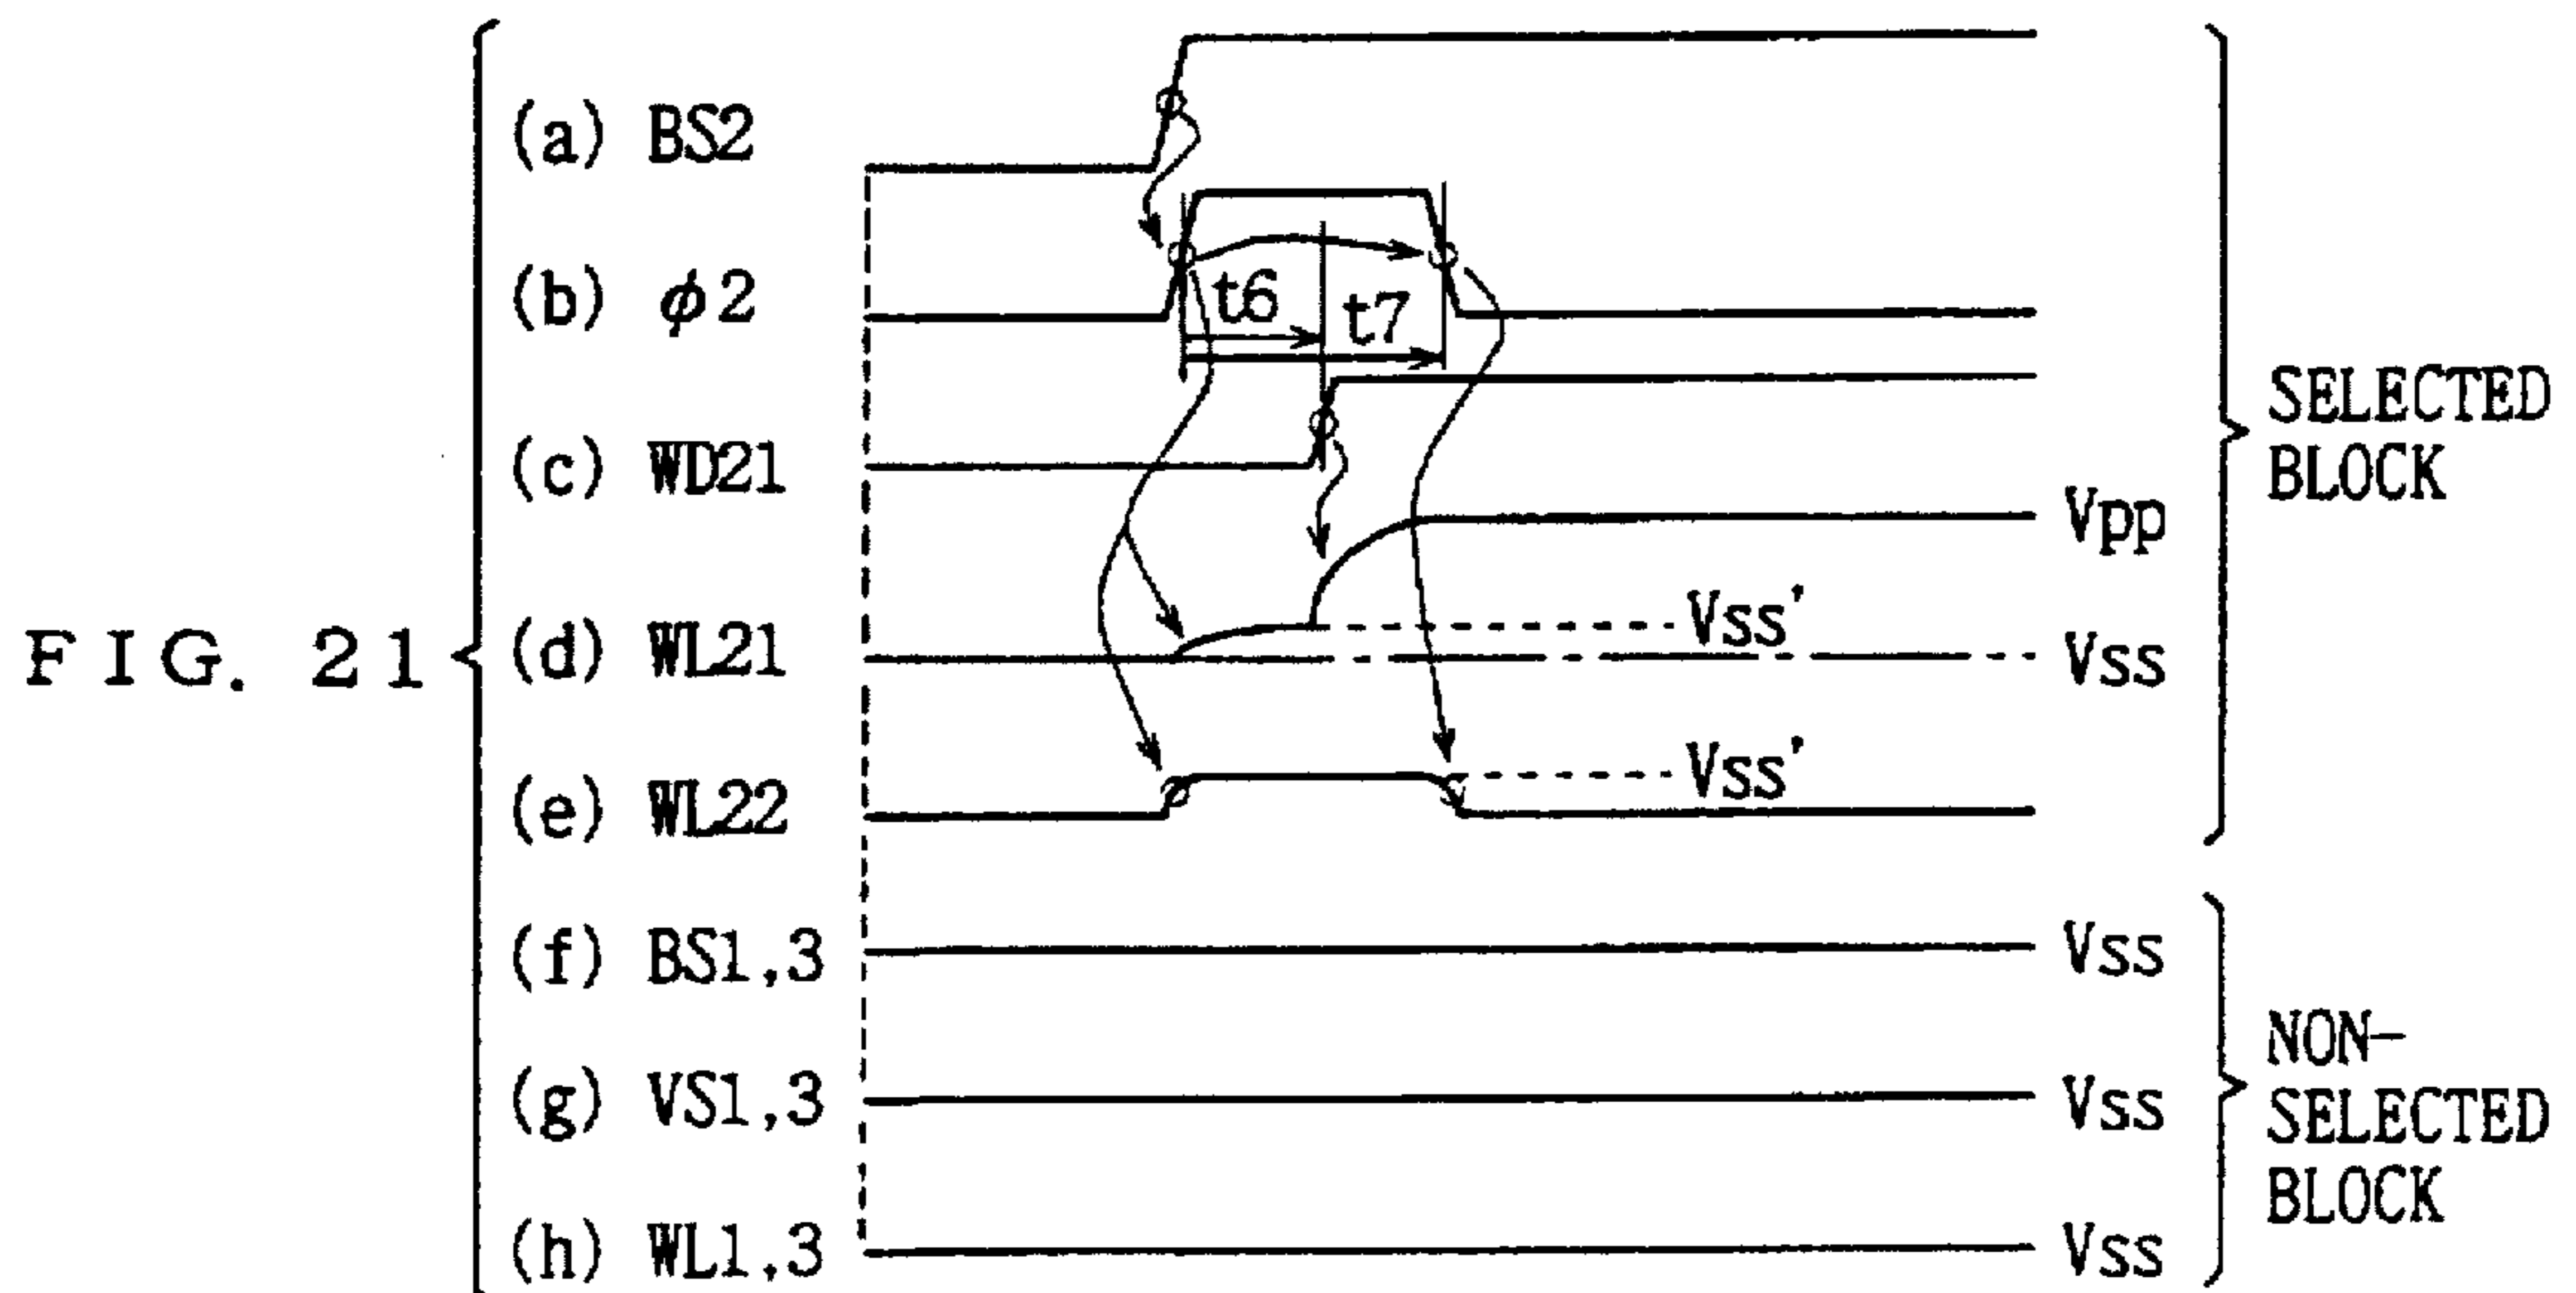 FIG. 21
(a) BS2
(b) φ2
t6
t7
(c) WD21
(d) WL21
Vpp
Vss'
Vss
(e) WL22
Vss'
SELECTED
BLOCK
(f) BS1,3
Vss
(g) VS1,3
Vss
(h) WL1,3
Vss
NON-
SELECTED
BLOCK